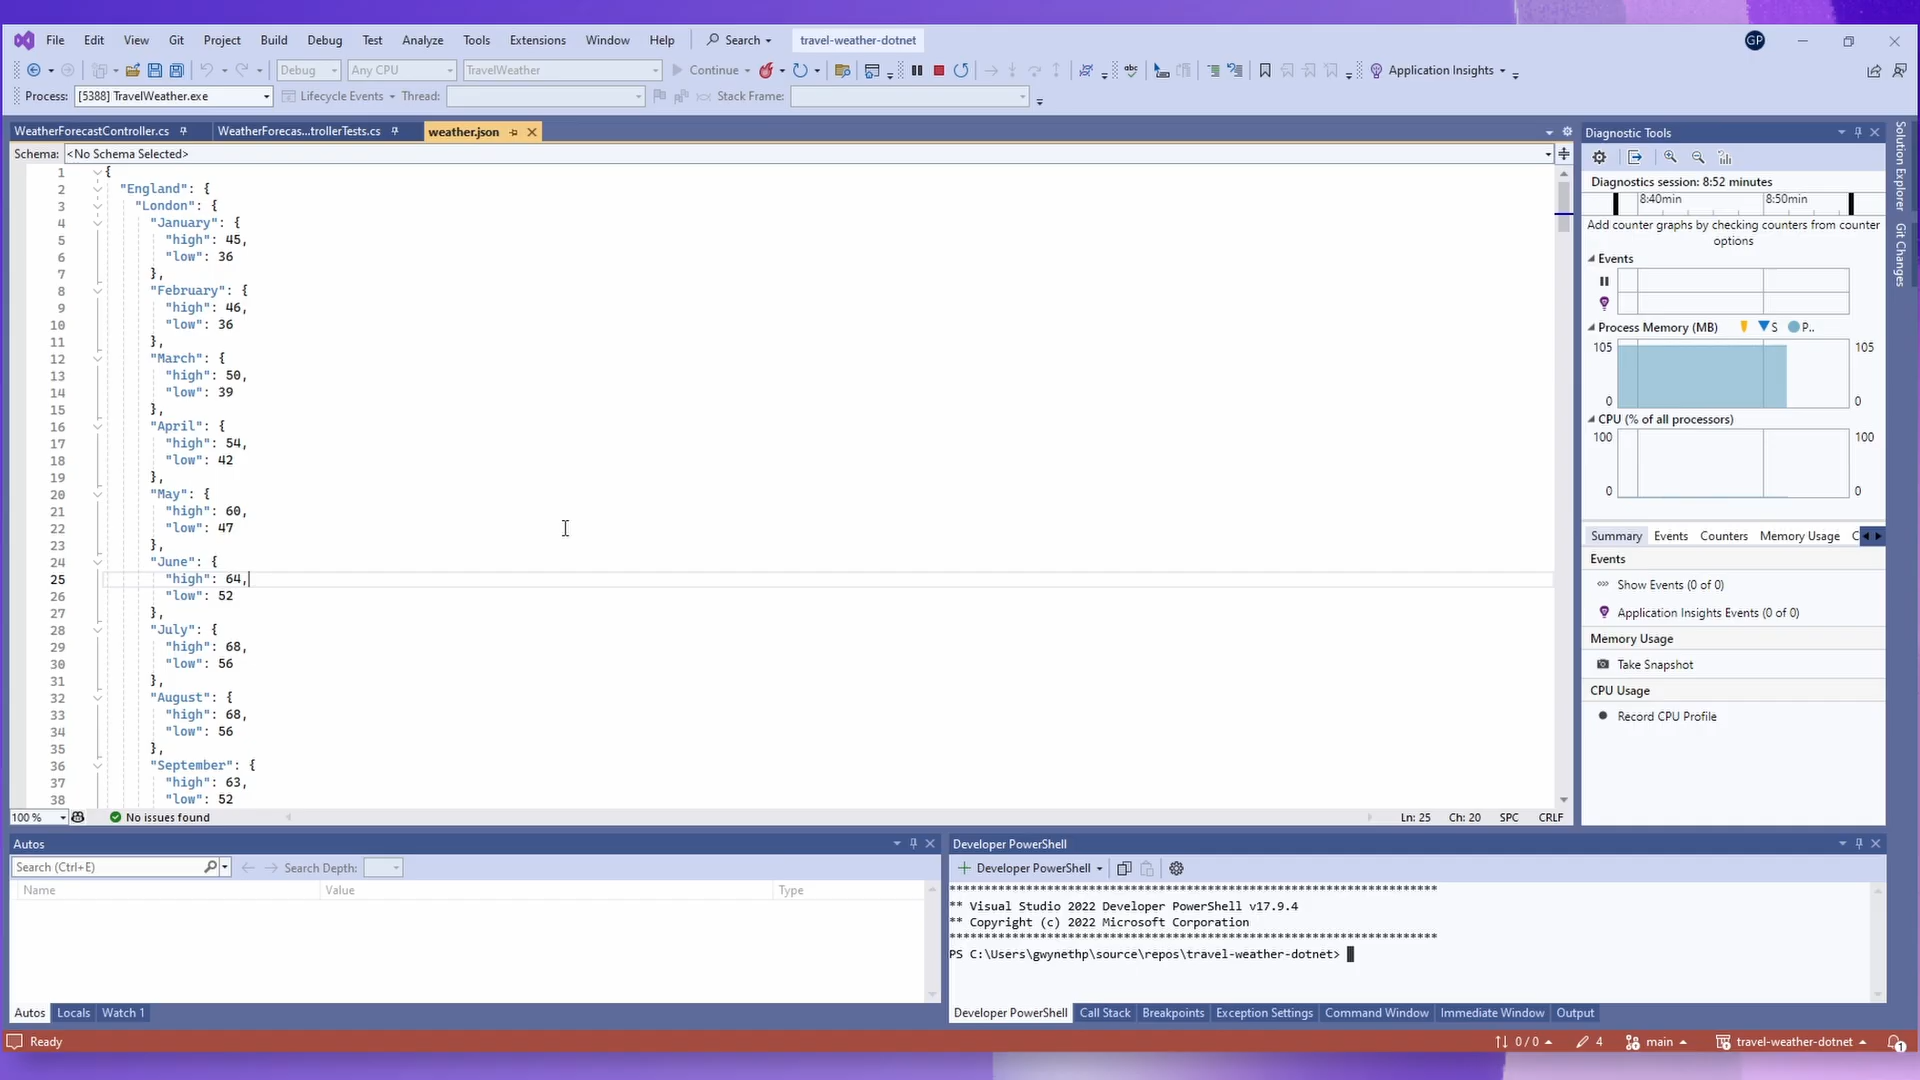 File Edit View Git Project Build Debug Test Analyze Tools Extensions Window Help Search travel-weather-dotnet GP
Debug Any CPU TravelWeather Continue Application Insights
Process: [5388] TravelWeather.exe Lifecycle Events Thread: Stack Frame:
WeatherForecastController.cs WeatherForecas...trollerTests.cs weather.json
Schema: <No Schema Selected>
1 {
2 "England": {
3 "London": {
4 "January": {
5 "high": 45,
6 "low": 36
7 },
8 "February": {
9 "high": 46,
10 "low": 36
11 },
12 "March": {
13 "high": 50,
14 "low": 39
15 },
16 "April": {
17 "high": 54,
18 "low": 42
19 },
20 "May": {
21 "high": 60,
22 "low": 47
23 },
24 "June": {
25 "high": 64,
26 "low": 52
27 },
28 "July": {
29 "high": 68,
30 "low": 56
31 },
32 "August": {
33 "high": 68,
34 "low": 56
35 },
36 "September": {
37 "high": 63,
38 "low": 52
100 % No issues found Ln: 25 Ch: 20 SPC CRLF
Diagnostic Tools
Diagnostics session: 8:52 minutes
8:40min 8:50min
Add counter graphs by checking counters from counter
options
Events
Process Memory (MB) S P..
105 105
0 0
CPU (% of all processors)
100 100
0 0
Summary Events Counters Memory Usage C
Events
Show Events (0 of 0)
Application Insights Events (0 of 0)
Memory Usage
Take Snapshot
CPU Usage
Record CPU Profile
Solution Explorer
Git Changes
Autos
Search (Ctrl+E) Search Depth:
Name Value Type
Autos Locals Watch 1
Developer PowerShell
Developer PowerShell
**********************************************************************
** Visual Studio 2022 Developer PowerShell v17.9.4
** Copyright (c) 2022 Microsoft Corporation
**********************************************************************
PS C:\Users\gwynethp\source\repos\travel-weather-dotnet>
Developer PowerShell Call Stack Breakpoints Exception Settings Command Window Immediate Window Output
Ready 0 / 0 4 main travel-weather-dotnet 1